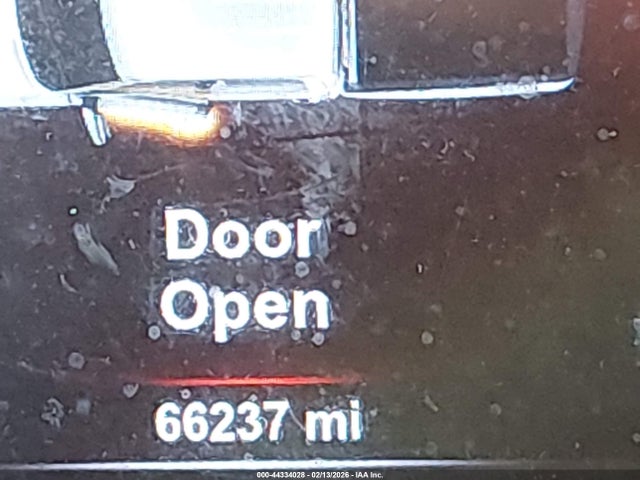 Door
Open
66237 mi
000-44334028 - 02/13/2026 - IAA Inc.